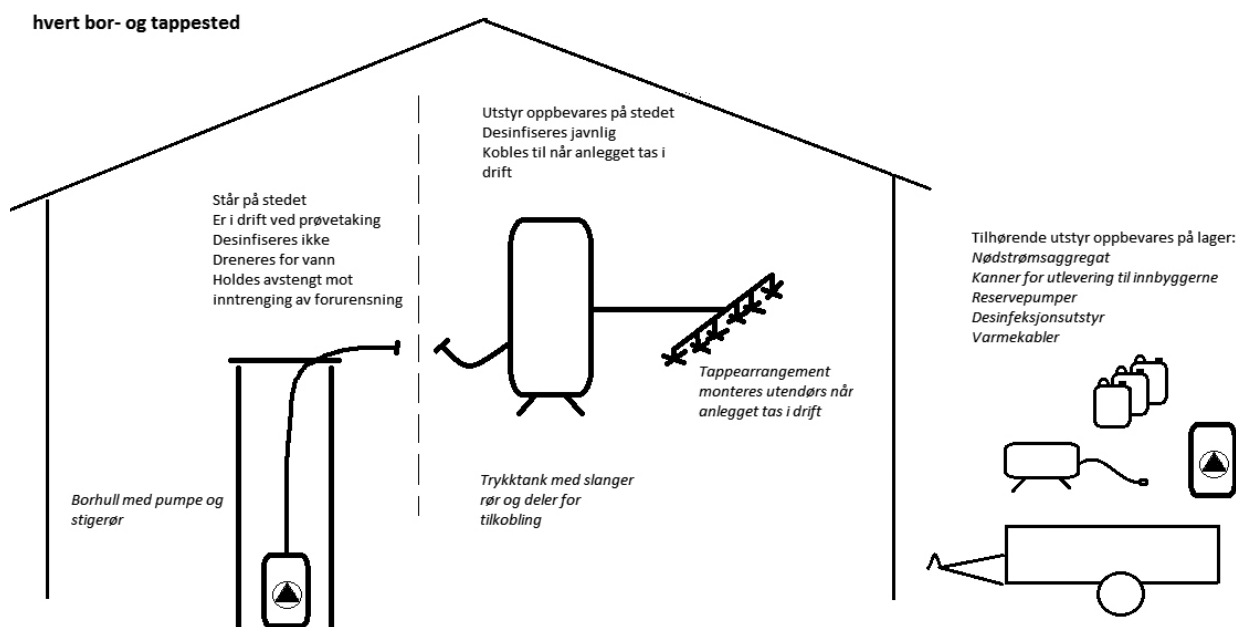 hvert bor- og tappested
Utstyr oppbevares på stedet
Desinfiseres javnlig
Kobles til når anlegget tas i
drift
Står på stedet
Er i drift ved prøvetaking
Desinfiseres ikke
Dreneres for vann
Holdes avstengt mot
inntrenging av forurensning
Tilhørende utstyr oppbevares på lager:
Nødstrømsaggregat
Kanner for utlevering til innbyggerne
Reservepumper
Desinfeksjonsutstyr
Varmekabler
Tappearrangement
monteres utendørs når
anlegget tas i drift
Borhull med pumpe og
stigerør
Trykktank med slanger
rør og deler for
tilkobling